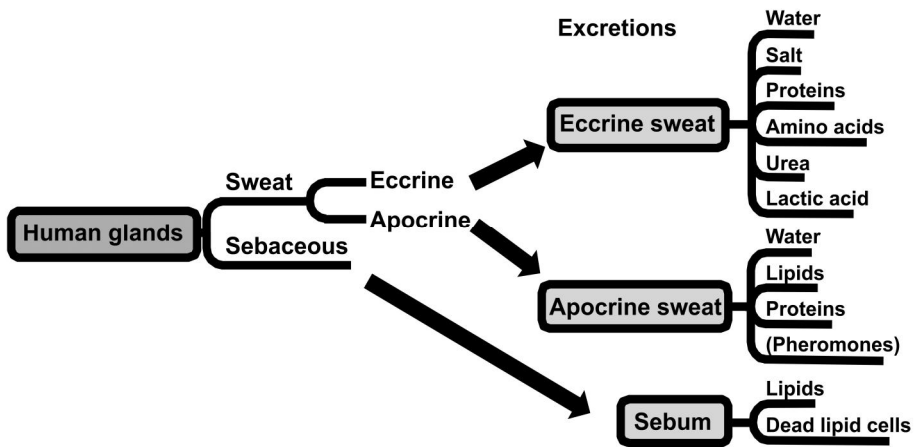 Excretions
Human glands
Sweat
Sebaceous
Eccrine
Apocrine
Eccrine sweat
Water
Salt
Proteins
Amino acids
Urea
Lactic acid
Apocrine sweat
Water
Lipids
Proteins
(Pheromones)
Sebum
Lipids
Dead lipid cells